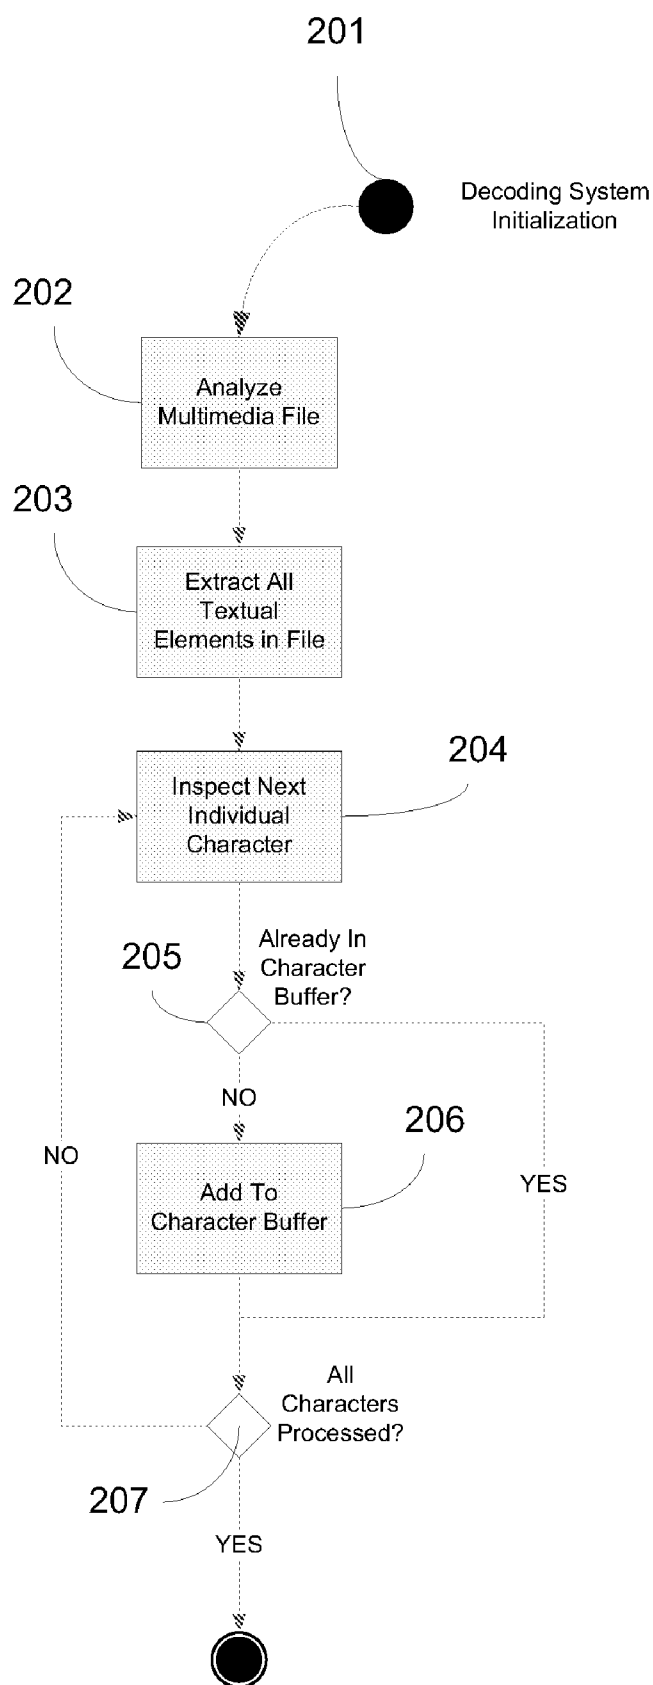 201
Decoding System
Initialization
202
Analyze
Multimedia File
203
Extract All
Textual
Elements in File
204
Inspect Next
Individual
Character
205
Already In
Character
Buffer?
NO
206
NO
Add To
Character Buffer
YES
All
Characters
Processed?
207
YES